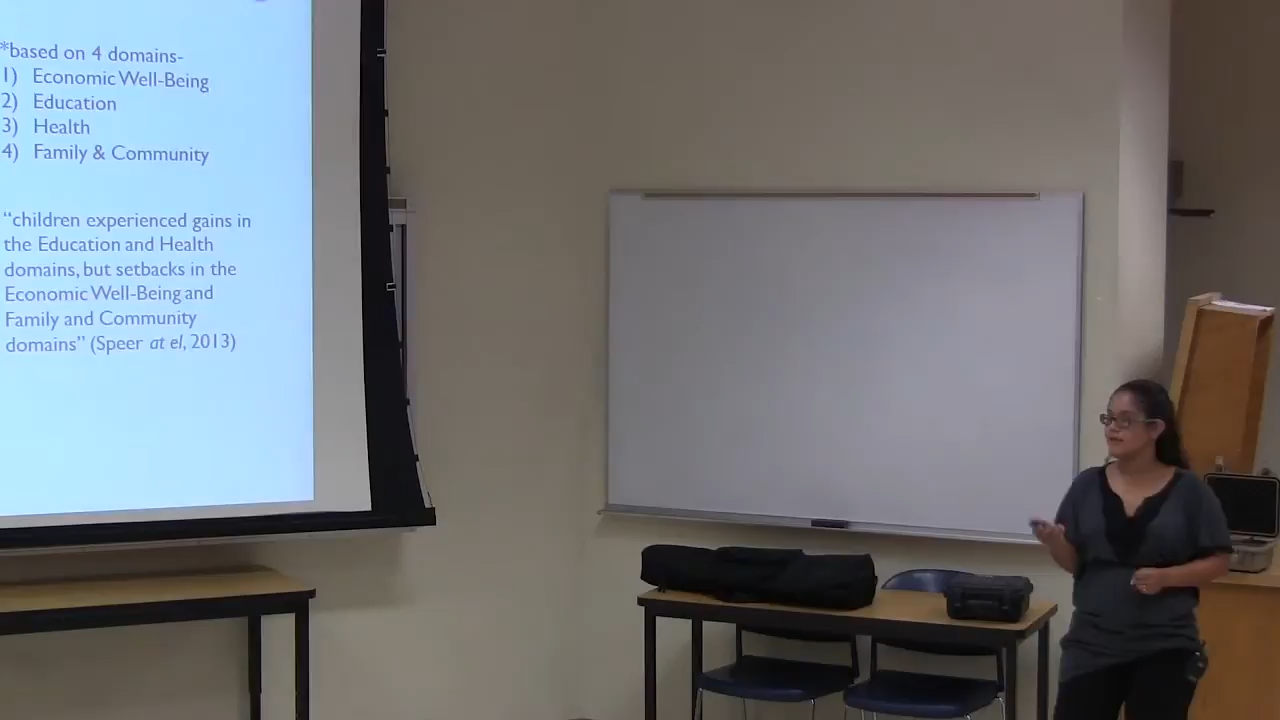 *based on 4 domains-
1) Economic Well-Being
2) Education
3) Health
4) Family & Community
“children experienced gains in
the Education and Health
domains, but setbacks in the
Economic Well-Being and
Family and Community
domains” (Speer at el, 2013)